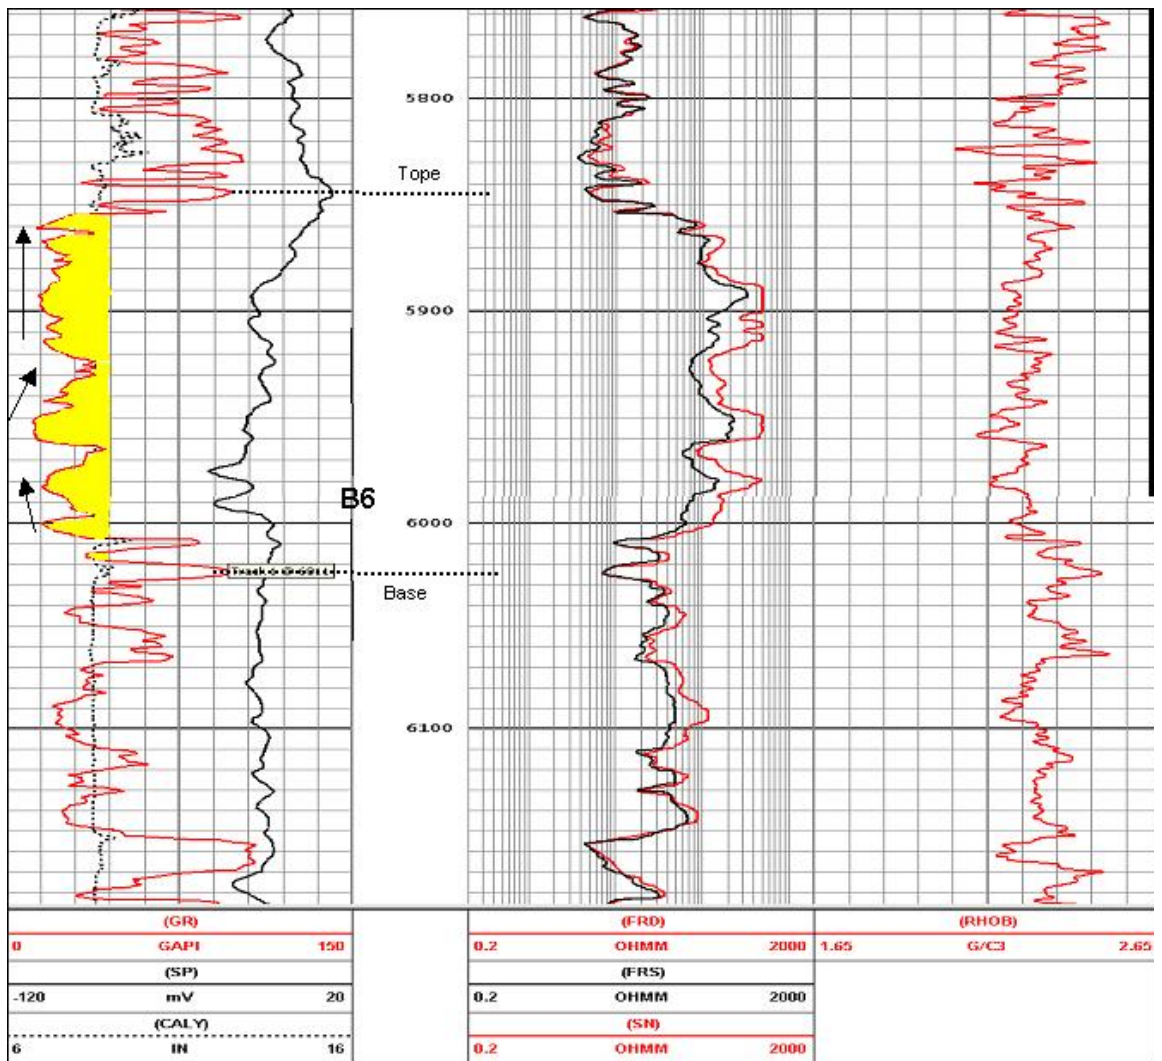 5800
Tope
5900
B6
6000
Base
6100
(GR)
0 GAPI 150
(SP)
-120 mV 20
(CALY)
6 IN 16
(FRD)
0.2 OHMM 2000
(FRS)
0.2 OHMM 2000
(SN)
0.2 OHMM 2000
(RHOB)
1.65 G/C3 2.65